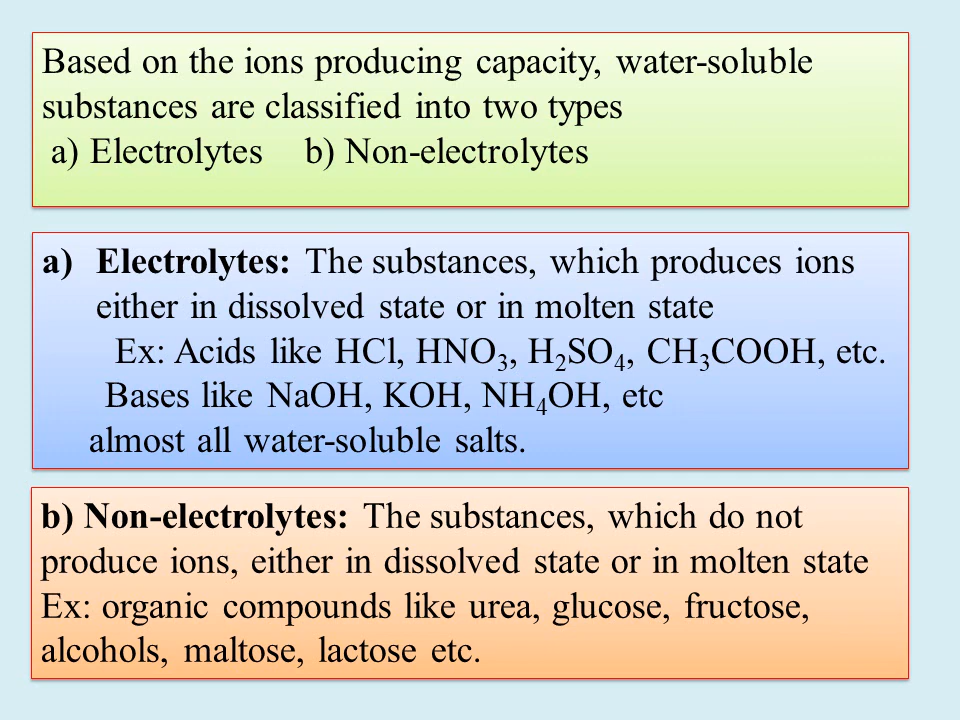 Based on the ions producing capacity, water-soluble
substances are classified into two types
a) Electrolytes b) Non-electrolytes
a) Electrolytes: The substances, which produces ions
either in dissolved state or in molten state
Ex: Acids like HCl, HNO₃, H₂SO₄, CH₃COOH, etc.
Bases like NaOH, KOH, NH₄OH, etc
almost all water-soluble salts.
b) Non-electrolytes: The substances, which do not
produce ions, either in dissolved state or in molten state
Ex: organic compounds like urea, glucose, fructose,
alcohols, maltose, lactose etc.